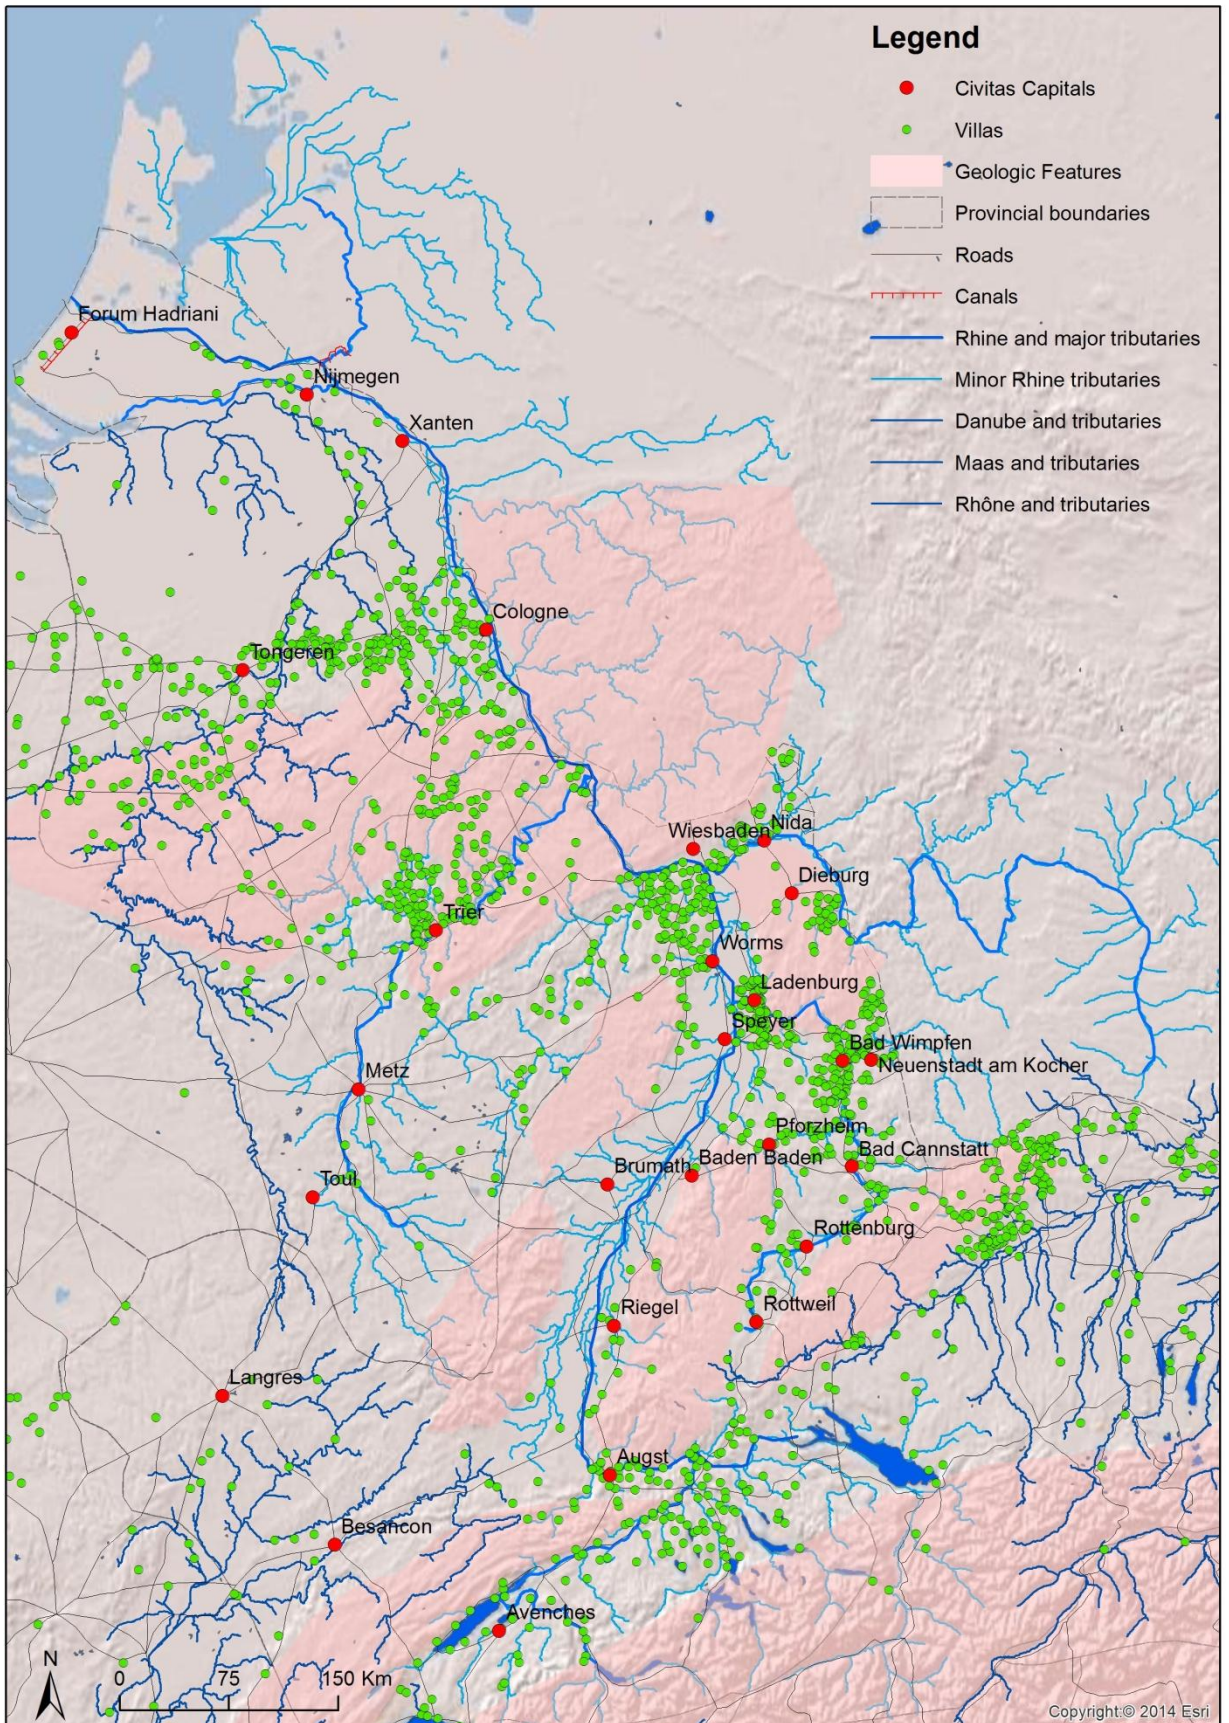 Legend
Civitas Capitals
Villas
Geologic Features
Provincial boundaries
Roads
Canals
Rhine and major tributaries
Minor Rhine tributaries
Danube and tributaries
Maas and tributaries
Rhône and tributaries
Forum Hadriani
Nijmegen
Xanten
Cologne
Tongeren
Wiesbaden
Nida
Dieburg
Trier
Worms
Ladenburg
Speyer
Bad Wimpfen
Neuenstadt am Kocher
Metz
Pforzheim
Bad Cannstatt
Baden Baden
Brumath
Toul
Rottenburg
Rottweil
Riegel
Langres
Augst
Besancon
Avenches
N
0 75 150 Km
Copyright:© 2014 Esri